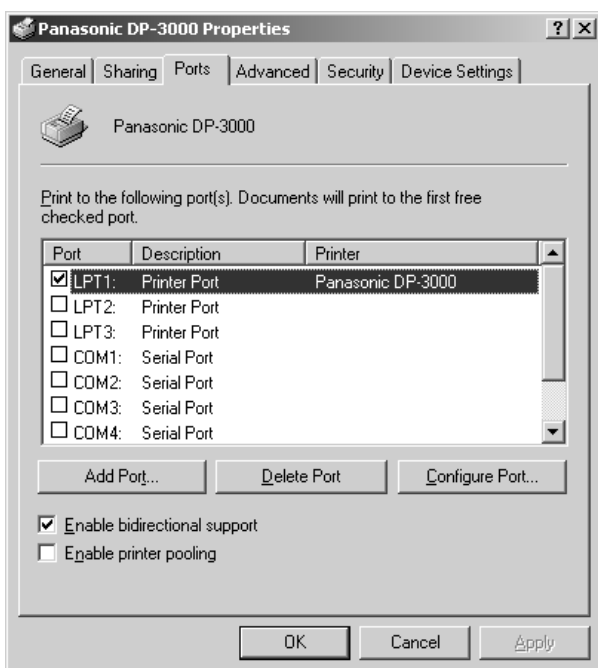 Panasonic DP-3000 Properties
General Sharing Ports Advanced Security Device Settings
Panasonic DP-3000
Print to the following port(s). Documents will print to the first free
checked port.
Port Description Printer
LPT1: Printer Port Panasonic DP-3000
LPT2: Printer Port
LPT3: Printer Port
COM1: Serial Port
COM2: Serial Port
COM3: Serial Port
COM4: Serial Port
Add Port... Delete Port Configure Port...
Enable bidirectional support
Enable printer pooling
OK Cancel Apply